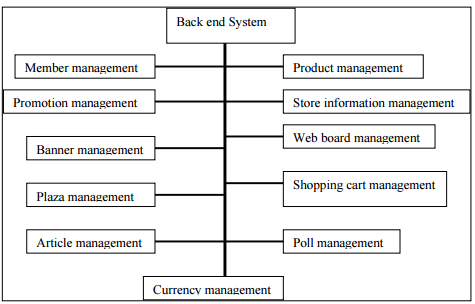 Back end System
Member management
Product management
Promotion management
Store information management
Banner management
Web board management
Plaza management
Shopping cart management
Article management
Poll management
Currency management